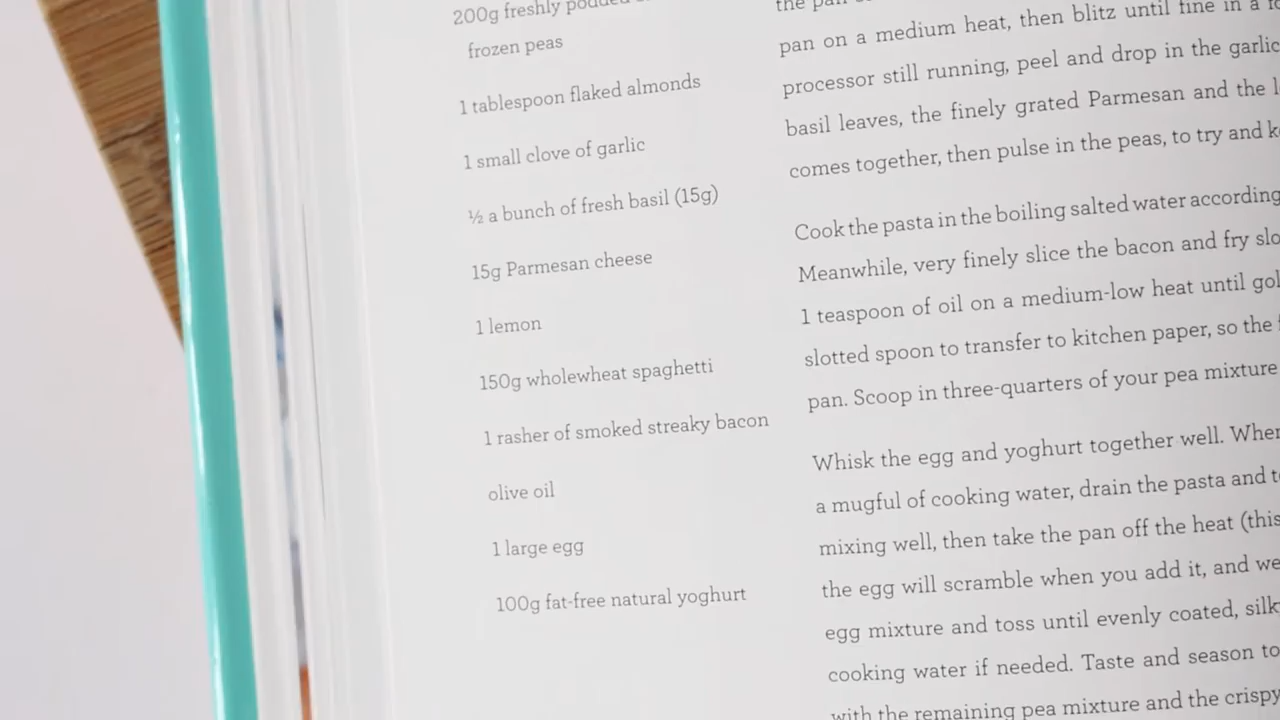 200g freshly podded
frozen peas
1 tablespoon flaked almonds
1 small clove of garlic
½ a bunch of fresh basil (15g)
15g Parmesan cheese
1 lemon
150g wholewheat spaghetti
1 rasher of smoked streaky bacon
olive oil
1 large egg
100g fat-free natural yoghurt
the pan
pan on a medium heat, then blitz until fine in a
processor still running, peel and drop in the garlic
basil leaves, the finely grated Parmesan and the
comes together, then pulse in the peas, to try and
Cook the pasta in the boiling salted water according
Meanwhile, very finely slice the bacon and fry
1 teaspoon of oil on a medium-low heat until
slotted spoon to transfer to kitchen paper, so the
pan. Scoop in three-quarters of your pea mixture
Whisk the egg and yoghurt together well.
a mugful of cooking water, drain the pasta and
mixing well, then take the pan off the heat (this
the egg will scramble when you add it, and
egg mixture and toss until evenly coated,
cooking water if needed. Taste and season to
with the remaining pea mixture and the crispy